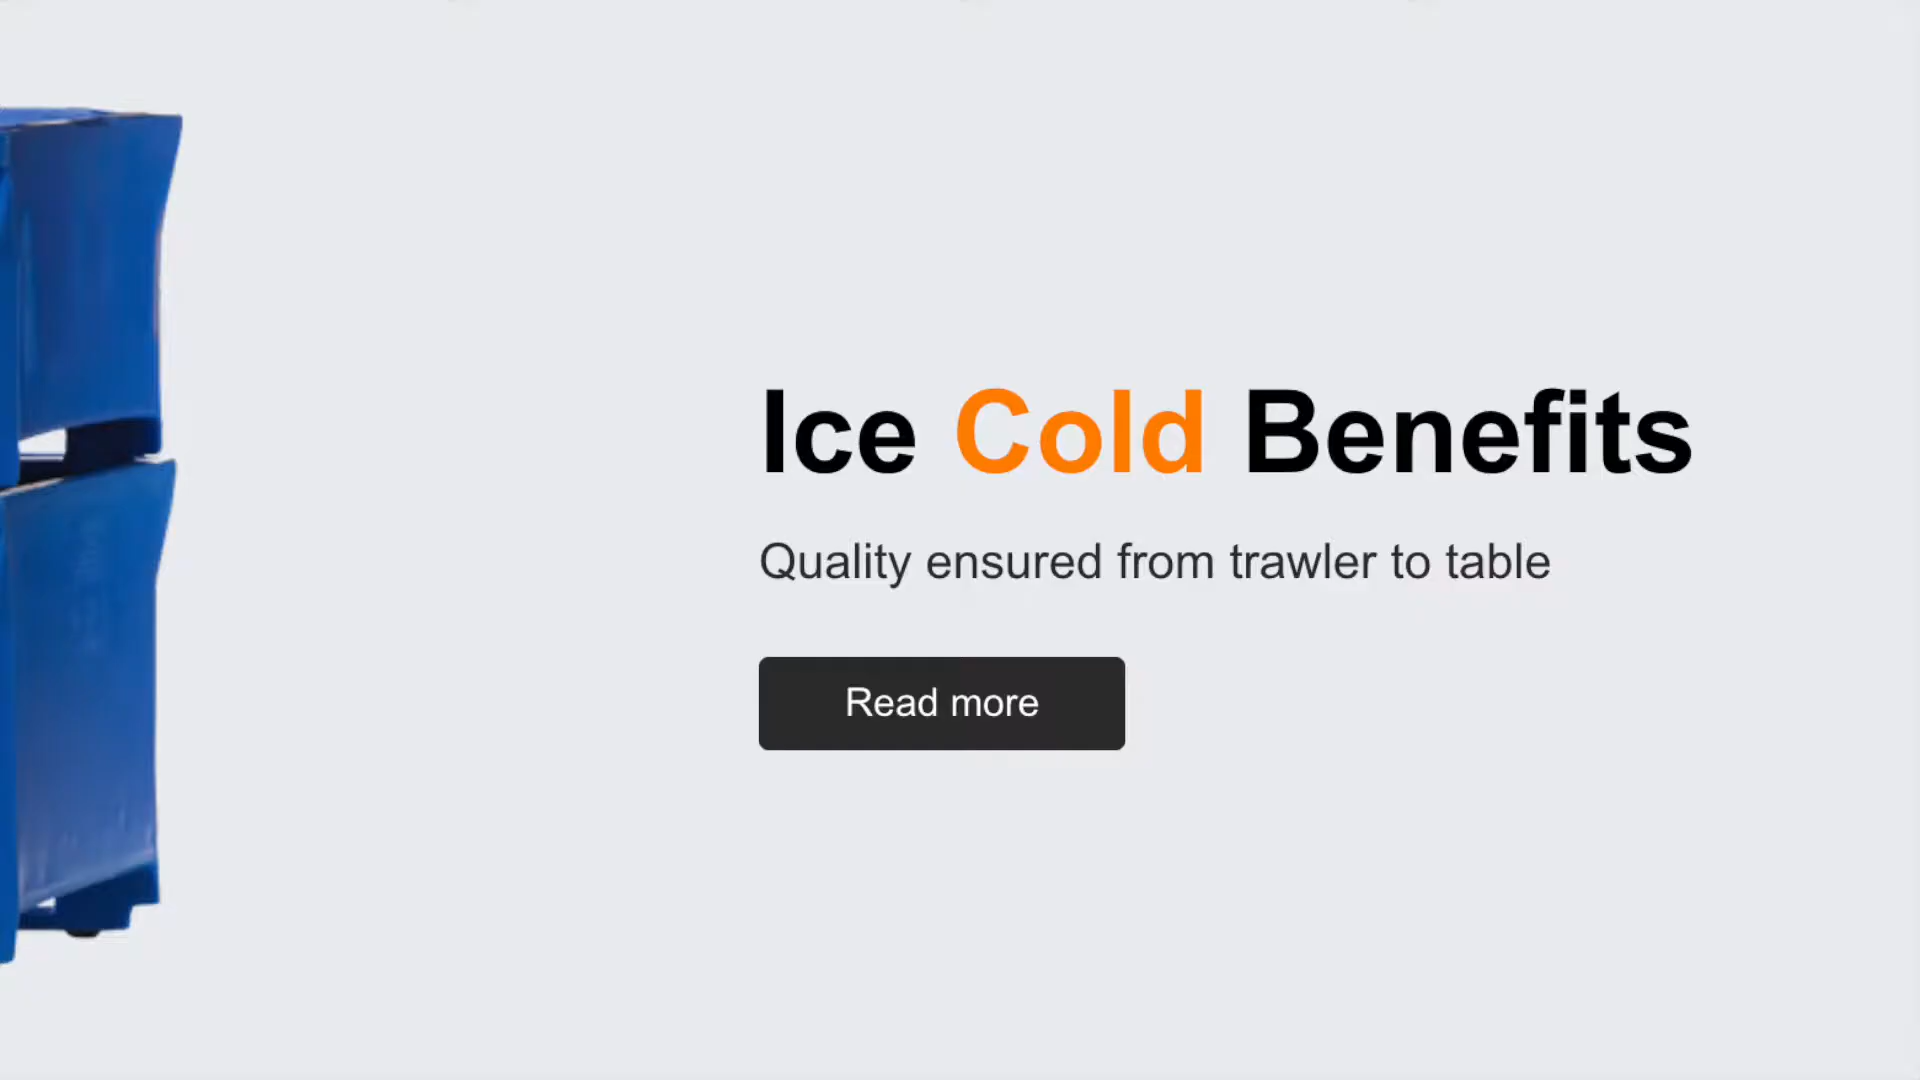 Ice Cold Benefits
Quality ensured from trawler to table
Read more